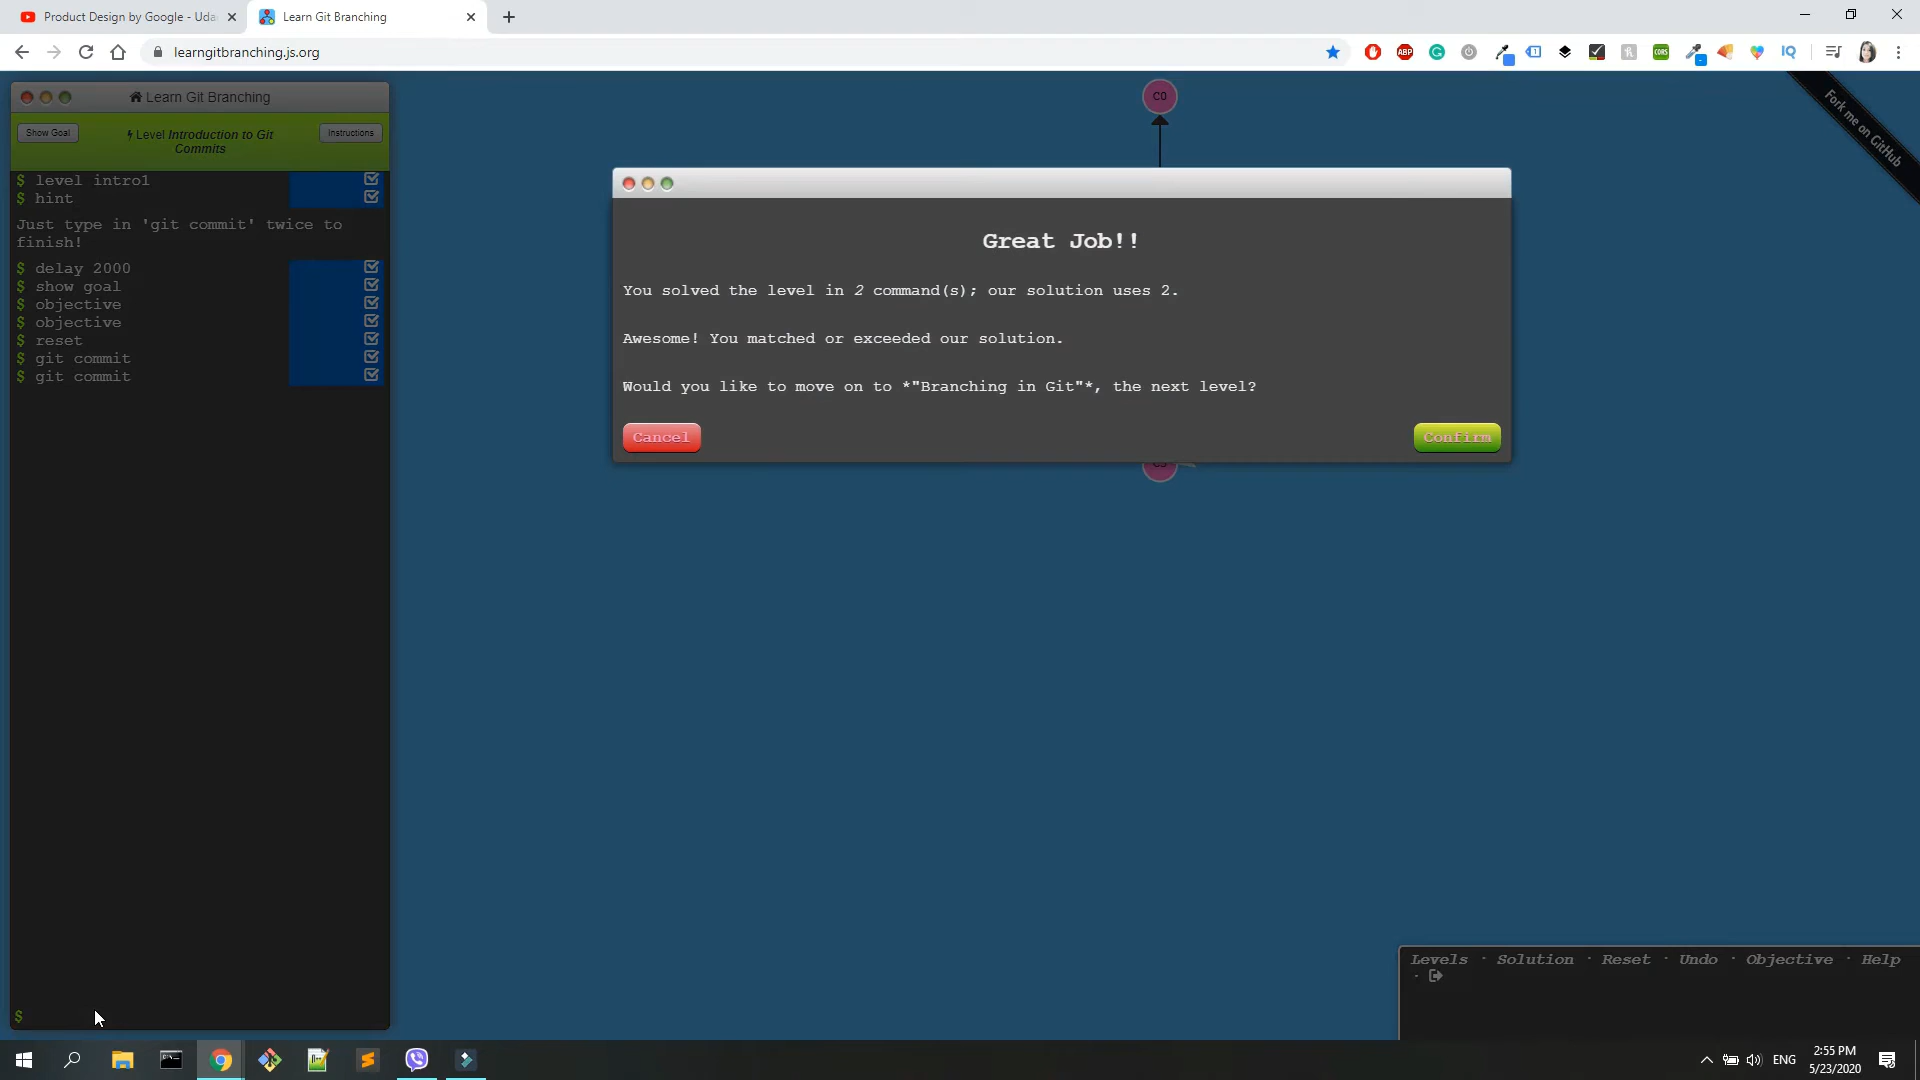 Product Design by Google - Uda
Learn Git Branching
learngitbranching.js.org
ABP
CORS
IQ
Learn Git Branching
Show Goal
Level Introduction to Git
Commits
Instructions
$ level intro1
$ hint
Just type in 'git commit' twice to
finish!
$ delay 2000
$ show goal
$ objective
$ objective
$ reset
$ git commit
$ git commit
$
C0
Fork me on GitHub
Great Job!!
You solved the level in 2 command(s); our solution uses 2.
Awesome! You matched or exceeded our solution.
Would you like to move on to *"Branching in Git"*, the next level?
Cancel
Confirm
Levels · Solution · Reset · Undo · Objective · Help
·
ENG
2:55 PM
5/23/2020